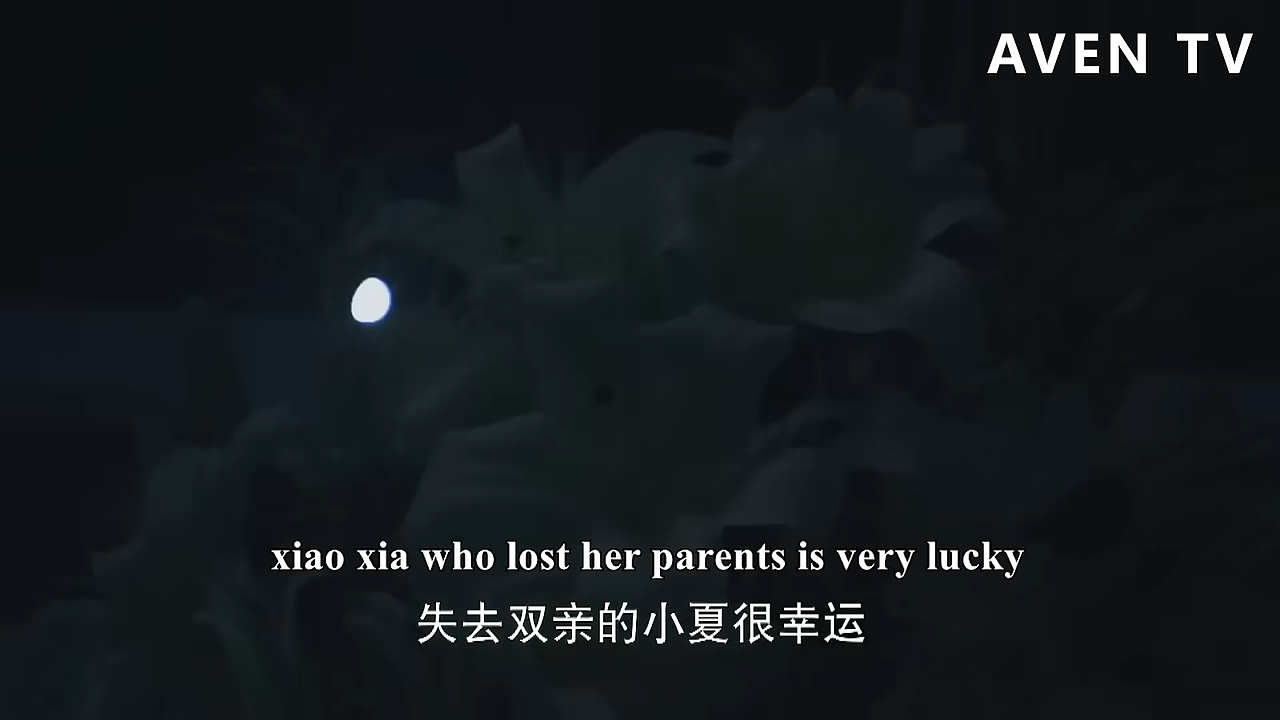 AVEN TV
xiao xia who lost her parents is very lucky
失去双亲的小夏很幸运